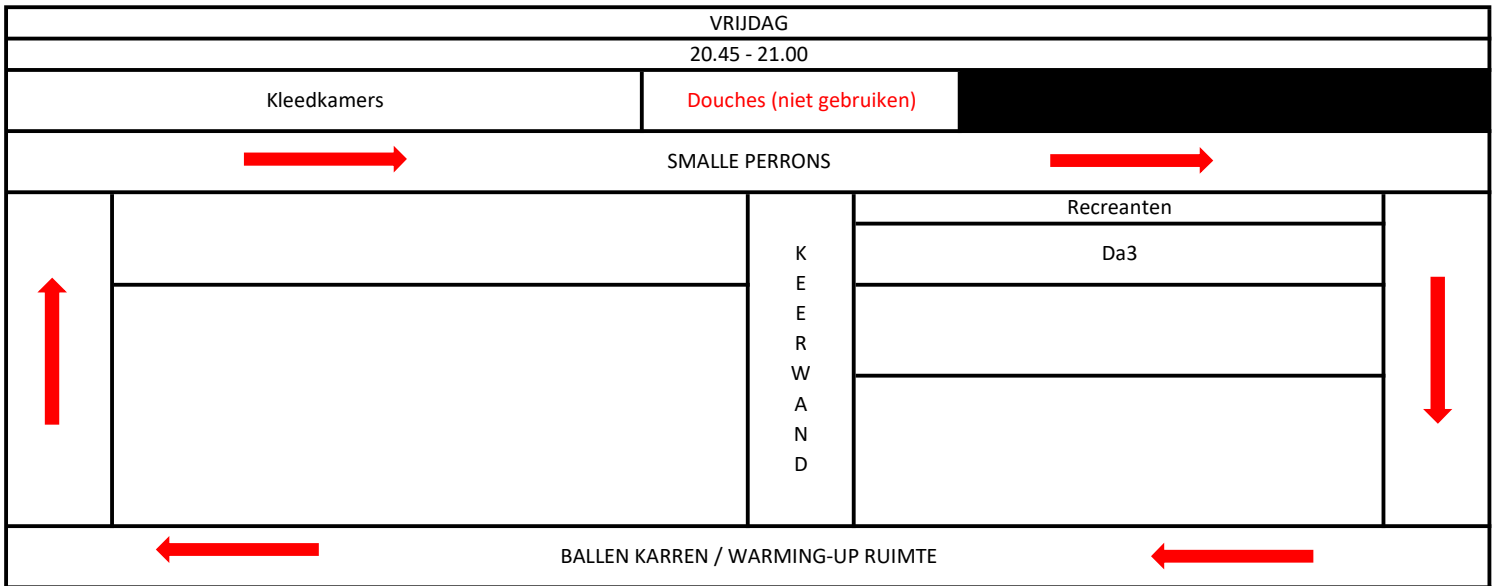 VRIJDAG
20.45 - 21.00
Kleedkamers
Douches (niet gebruiken)
SMALLE PERRONS
Recreanten
Da3
K
E
E
R
W
A
N
D
BALLEN KARREN / WARMING-UP RUIMTE